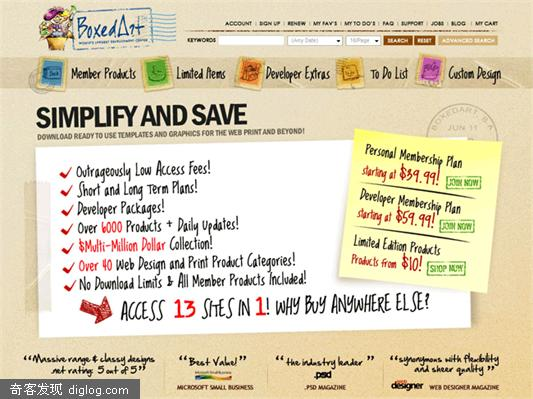 BoxedArt
WORLD'S LARGEST DEVELOPMENT CENTER
ACCOUNT | SIGN UP | RENEW | MY FAV'S | MY TO DO'S | FAQ | SUPPORT | JOBS | BLOG | MY CART
KEYWORDS (Any Date) 16/Page SEARCH RESET ADVANCED SEARCH
Member Products Limited Items Developer Extras To Do List Custom Design
SIMPLIFY AND SAVE
DOWNLOAD READY TO USE TEMPLATES AND GRAPHICS FOR THE WEB PRINT AND BEYOND!
BOXEDART, S.A.
JUN 11
Outrageously Low Access Fees!
Short and Long Term Plans!
Developer Packages!
Over 6000 Products + Daily Updates!
$Multi-Million Dollar Collection!
Over 40 Web Design and Print Product Categories!
No Download Limits & All Member Products Included!
ACCESS 13 SITES IN 1! WHY BUY ANYWHERE ELSE?
Personal Membership Plan
starting at $39.99! JOIN NOW
Developer Membership Plan
starting at $59.99! JOIN NOW
Limited Edition Products
Products from $10! SHOP NOW
"Massive range & classy designs
net rating: 5 out of 5"
"Best Value!"
MICROSOFT SMALL BUSINESS
"the industry leader"
.psd
.PSD MAGAZINE
"synonymous with flexibility
and sheer quality"
web designer
WEB DESIGNER MAGAZINE
奇客发现 diglog.com